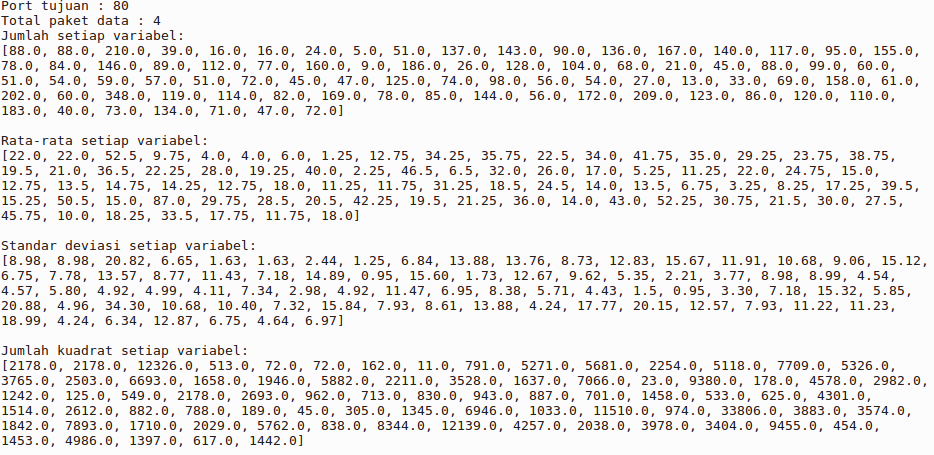 Port tujuan : 80
Total paket data : 4
Jumlah setiap variabel:
[88.0, 88.0, 210.0, 39.0, 16.0, 16.0, 24.0, 5.0, 51.0, 137.0, 143.0, 90.0, 136.0, 167.0, 140.0, 117.0, 95.0, 155.0,
78.0, 84.0, 146.0, 89.0, 112.0, 77.0, 160.0, 9.0, 186.0, 26.0, 128.0, 104.0, 68.0, 21.0, 45.0, 88.0, 99.0, 60.0,
51.0, 54.0, 59.0, 57.0, 51.0, 72.0, 45.0, 47.0, 125.0, 74.0, 98.0, 56.0, 54.0, 27.0, 13.0, 33.0, 69.0, 158.0, 61.0,
202.0, 60.0, 348.0, 119.0, 114.0, 82.0, 169.0, 78.0, 85.0, 144.0, 56.0, 172.0, 209.0, 123.0, 86.0, 120.0, 110.0,
183.0, 40.0, 73.0, 134.0, 71.0, 47.0, 72.0]
Rata-rata setiap variabel:
[22.0, 22.0, 52.5, 9.75, 4.0, 4.0, 6.0, 1.25, 12.75, 34.25, 35.75, 22.5, 34.0, 41.75, 35.0, 29.25, 23.75, 38.75,
19.5, 21.0, 36.5, 22.25, 28.0, 19.25, 40.0, 2.25, 46.5, 6.5, 32.0, 26.0, 17.0, 5.25, 11.25, 22.0, 24.75, 15.0,
12.75, 13.5, 14.75, 14.25, 12.75, 18.0, 11.25, 11.75, 31.25, 18.5, 24.5, 14.0, 13.5, 6.75, 3.25, 8.25, 17.25, 39.5,
15.25, 50.5, 15.0, 87.0, 29.75, 28.5, 20.5, 42.25, 19.5, 21.25, 36.0, 14.0, 43.0, 52.25, 30.75, 21.5, 30.0, 27.5,
45.75, 10.0, 18.25, 33.5, 17.75, 11.75, 18.0]
Standar deviasi setiap variabel:
[8.98, 8.98, 20.82, 6.65, 1.63, 1.63, 2.44, 1.25, 6.84, 13.88, 13.76, 8.73, 12.83, 15.67, 11.91, 10.68, 9.06, 15.12,
6.75, 7.78, 13.57, 8.77, 11.43, 7.18, 14.89, 0.95, 15.60, 1.73, 12.67, 9.62, 5.35, 2.21, 3.77, 8.98, 8.99, 4.54,
4.57, 5.80, 4.92, 4.99, 4.11, 7.34, 2.98, 4.92, 11.47, 6.95, 8.38, 5.71, 4.43, 1.5, 0.95, 3.30, 7.18, 15.32, 5.85,
20.88, 4.96, 34.30, 10.68, 10.40, 7.32, 15.84, 7.93, 8.61, 13.88, 4.24, 17.77, 20.15, 12.57, 7.93, 11.22, 11.23,
18.99, 4.24, 6.34, 12.87, 6.75, 4.64, 6.97]
Jumlah kuadrat setiap variabel:
[2178.0, 2178.0, 12326.0, 513.0, 72.0, 72.0, 162.0, 11.0, 791.0, 5271.0, 5681.0, 2254.0, 5118.0, 7709.0, 5326.0,
3765.0, 2503.0, 6693.0, 1658.0, 1946.0, 5882.0, 2211.0, 3528.0, 1637.0, 7066.0, 23.0, 9380.0, 178.0, 4578.0, 2982.0,
1242.0, 125.0, 549.0, 2178.0, 2693.0, 962.0, 713.0, 830.0, 943.0, 887.0, 701.0, 1458.0, 533.0, 625.0, 4301.0,
1514.0, 2612.0, 882.0, 788.0, 189.0, 45.0, 305.0, 1345.0, 6946.0, 1033.0, 11510.0, 974.0, 33806.0, 3883.0, 3574.0,
1842.0, 7893.0, 1710.0, 2029.0, 5762.0, 838.0, 8344.0, 12139.0, 4257.0, 2038.0, 3978.0, 3404.0, 9455.0, 454.0,
1453.0, 4986.0, 1397.0, 617.0, 1442.0]